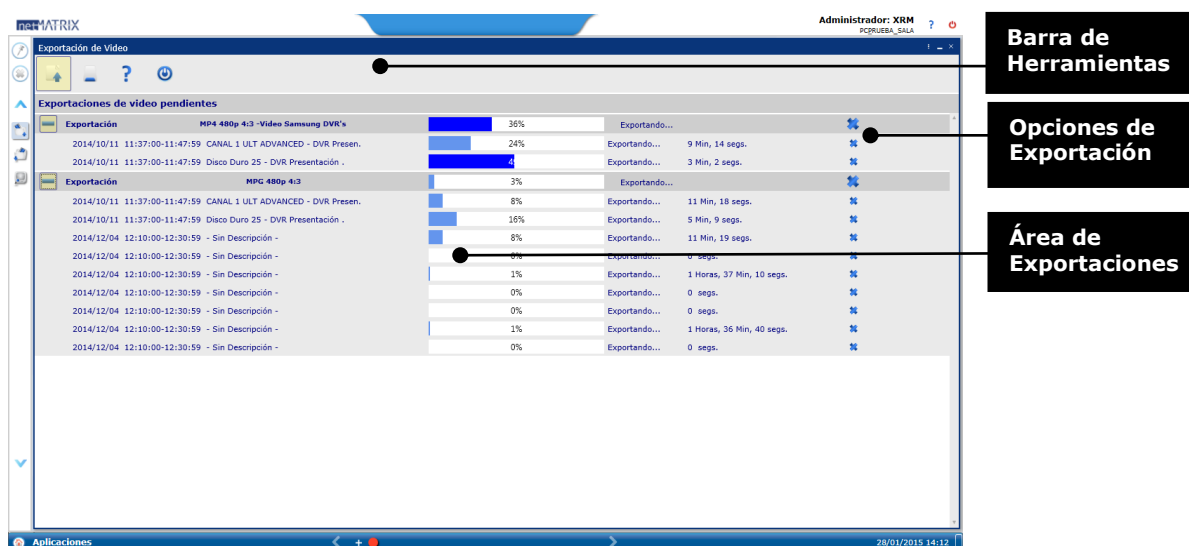 netMATRIX
Administrador: XRM
PCPRUEBA_SALA
?
Exportación de Video
?
Exportaciones de video pendientes
Exportación MP4 480p 4:3 -Video Samsung DVR's 36% Exportando...
2014/10/11 11:37:00-11:47:59 CANAL 1 ULT ADVANCED - DVR Presen. 24% Exportando... 9 Min, 14 segs.
2014/10/11 11:37:00-11:47:59 Disco Duro 25 - DVR Presentación . Exportando... 3 Min, 2 segs.
Exportación MPG 480p 4:3 3% Exportando...
2014/10/11 11:37:00-11:47:59 CANAL 1 ULT ADVANCED - DVR Presen. 8% Exportando... 11 Min, 18 segs.
2014/10/11 11:37:00-11:47:59 Disco Duro 25 - DVR Presentación . 16% Exportando... 5 Min, 9 segs.
2014/12/04 12:10:00-12:30:59 - Sin Descripción - 8% Exportando... 11 Min, 19 segs.
2014/12/04 12:10:00-12:30:59 - Sin Descripción - 0% Exportando... 0 segs.
2014/12/04 12:10:00-12:30:59 - Sin Descripción - 1% Exportando... 1 Horas, 37 Min, 10 segs.
2014/12/04 12:10:00-12:30:59 - Sin Descripción - 0% Exportando... 0 segs.
2014/12/04 12:10:00-12:30:59 - Sin Descripción - 0% Exportando... 0 segs.
2014/12/04 12:10:00-12:30:59 - Sin Descripción - 1% Exportando... 1 Horas, 36 Min, 40 segs.
2014/12/04 12:10:00-12:30:59 - Sin Descripción - 0% Exportando... 0 segs.
Aplicaciones
28/01/2015 14:12
Barra de
Herramientas
Opciones de
Exportación
Área de
Exportaciones